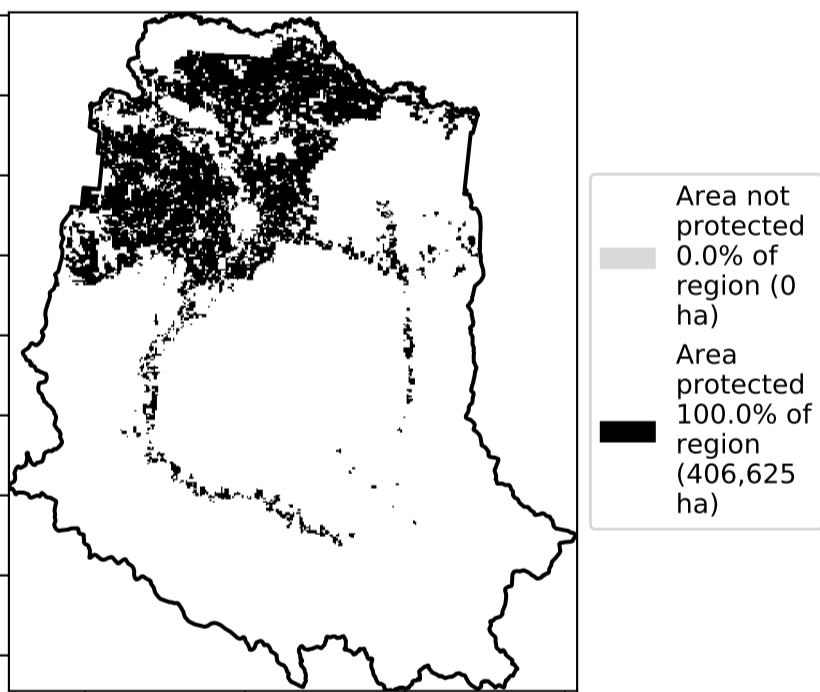 Area not
protected
0.0% of
region (0
ha)
Area
protected
100.0% of
region
(406,625
ha)